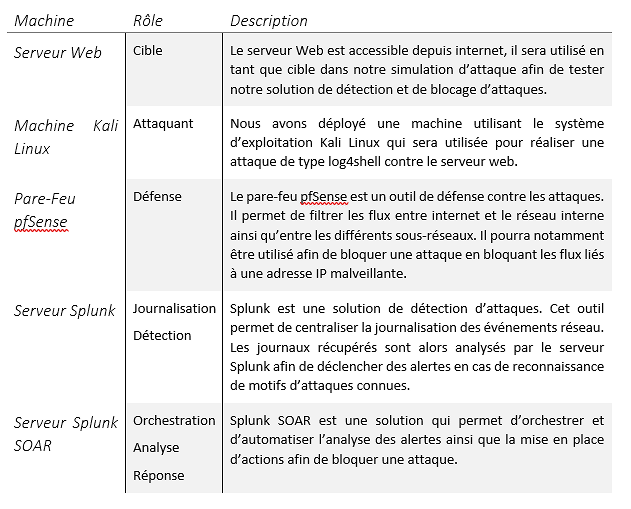 Machine Rôle Description
Serveur Web Cible Le serveur Web est accessible depuis internet, il sera utilisé en
tant que cible dans notre simulation d’attaque afin de tester
notre solution de détection et de blocage d’attaques.
Machine Kali Attaquant Nous avons déployé une machine utilisant le système
Linux d’exploitation Kali Linux qui sera utilisée pour réaliser une
attaque de type log4shell contre le serveur web.
Pare-Feu Défense Le pare-feu pfSense est un outil de défense contre les attaques.
pfSense Il permet de filtrer les flux entre internet et le réseau interne
ainsi qu’entre les différents sous-réseaux. Il pourra notamment
être utilisé afin de bloquer une attaque en bloquant les flux liés
à une adresse IP malveillante.
Serveur Splunk Journalisation Splunk est une solution de détection d’attaques. Cet outil
Détection permet de centraliser la journalisation des événements réseau.
Les journaux récupérés sont alors analysés par le serveur
Splunk afin de déclencher des alertes en cas de reconnaissance
de motifs d’attaques connues.
Serveur Splunk Orchestration Splunk SOAR est une solution qui permet d’orchestrer et
SOAR Analyse d’automatiser l’analyse des alertes ainsi que la mise en place
Réponse d’actions afin de bloquer une attaque.